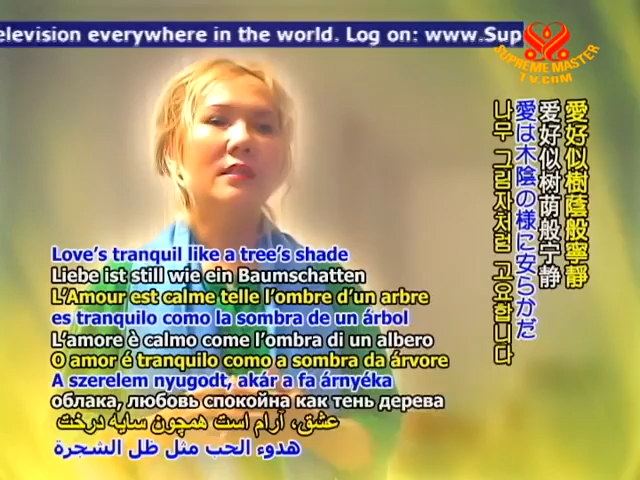 elevision everywhere in the world. Log on: www.Sup
SUPREME MASTER
TV.COM
愛好似樹蔭般寧靜
爱好似树荫般宁静
愛は木陰の様に安らかだ
나무 그림자처럼 고요합니다
Love's tranquil like a tree's shade
Liebe ist still wie ein Baumschatten
L'Amour est calme telle l'ombre d'un arbre
es tranquilo como la sombra de un árbol
L'amore è calmo come l'ombra di un albero
O amor é tranquilo como a sombra da árvore
A szerelem nyugodt, akár a fa árnyéka
облака, любовь спокойна как тень дерева
عشق، آرام است همچون سایه درخت
هدوء الحب مثل ظل الشجرة